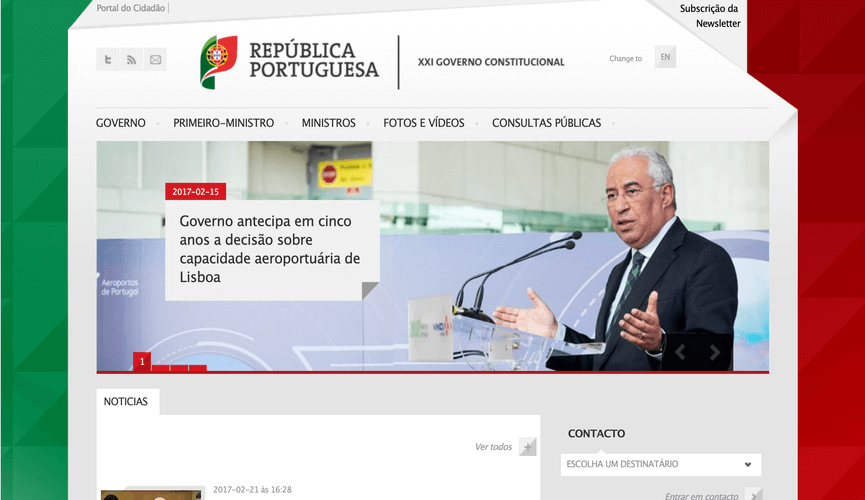 Portal do Cidadão
Subscrição da
Newsletter
REPÚBLICA
PORTUGUESA
XXI GOVERNO CONSTITUCIONAL
Change to
EN
GOVERNO
PRIMEIRO-MINISTRO
MINISTROS
FOTOS E VÍDEOS
CONSULTAS PÚBLICAS
2017-02-15
Governo antecipa em cinco
anos a decisão sobre
capacidade aeroportuária de
Lisboa
STOP
Aeroportos
de Portugal
1
NOTICIAS
Ver todos
+
2017-02-21 às 16:28
CONTACTO
ESCOLHA UM DESTINATÁRIO
Entrar em contacto